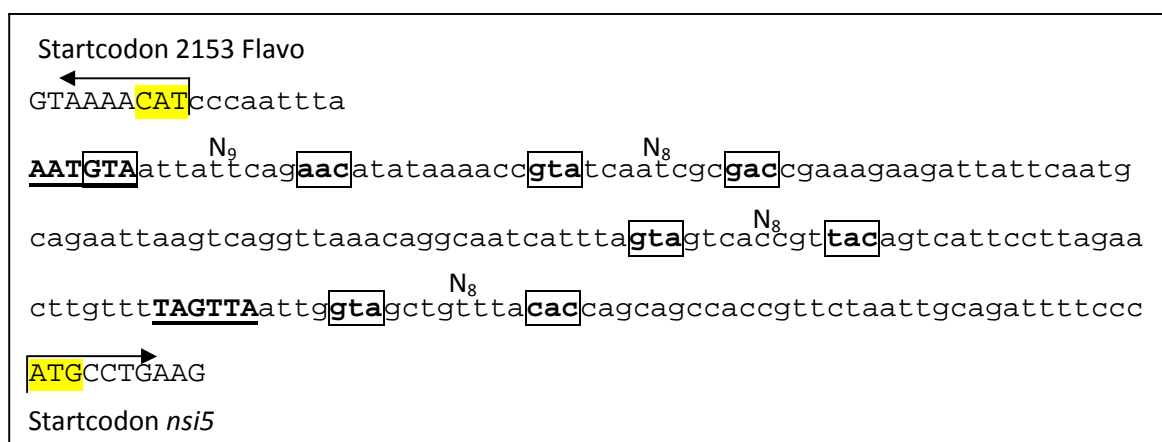 Startcodon 2153 Flavo
GTAAAACATcccaattta
N9 N8
AATGTAattattcagaacatataaaaccgtatcaatcgcgaccgaaagaagattattcaatg
N8
cagaattaagtcaggttaaacaggcaatcatttagtagtcaccgttacagtcattccttagaa
N8
cttgtttTAGTTAattggtagctgtttacaccagcagccaccgttctaattgcagattttccc
ATGCCTGAAG
Startcodon nsi5